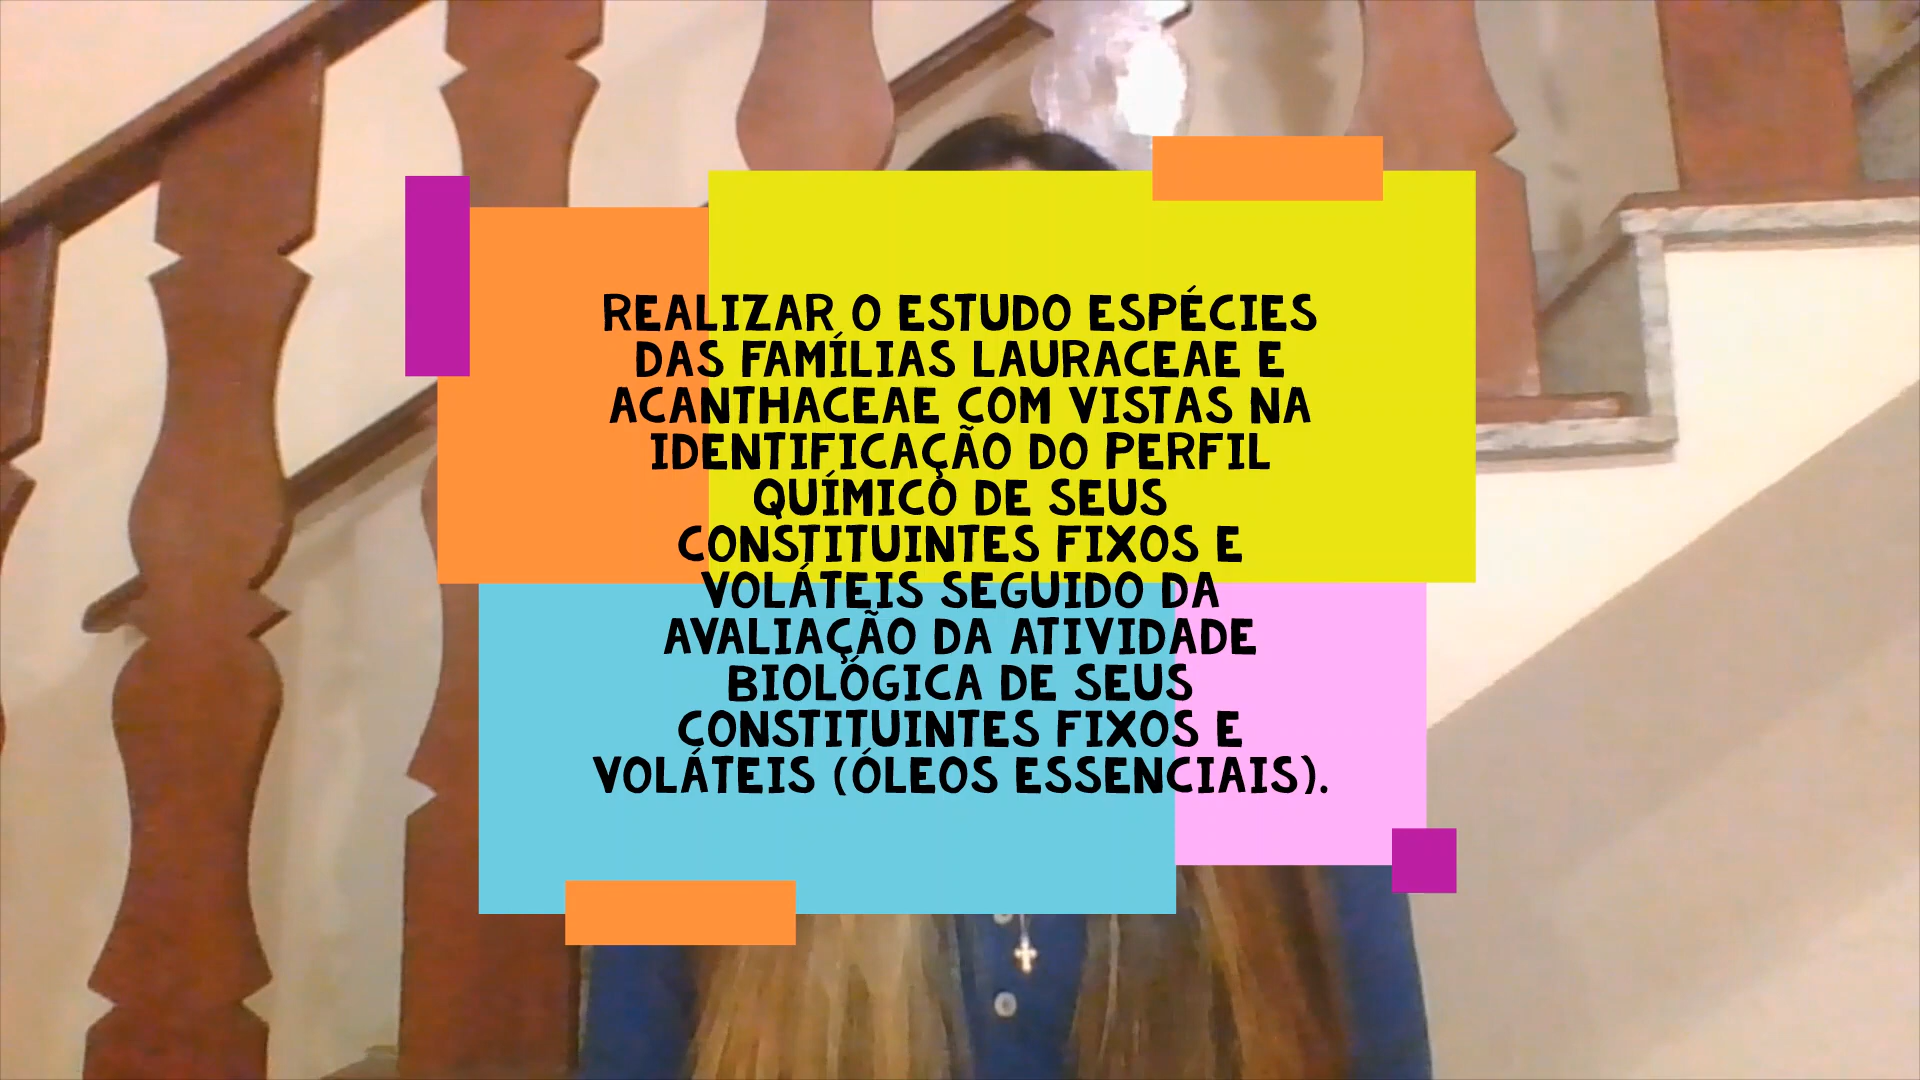 REALIZAR O ESTUDO ESPÉCIES
DAS FAMÍLIAS LAURACEAE E
ACANTHACEAE COM VISTAS NA
IDENTIFICAÇÃO DO PERFIL
QUÍMICO DE SEUS
CONSTITUINTES FIXOS E
VOLÁTEIS SEGUIDO DA
AVALIAÇÃO DA ATIVIDADE
BIOLÓGICA DE SEUS
CONSTITUINTES FIXOS E
VOLÁTEIS (ÓLEOS ESSENCIAIS).